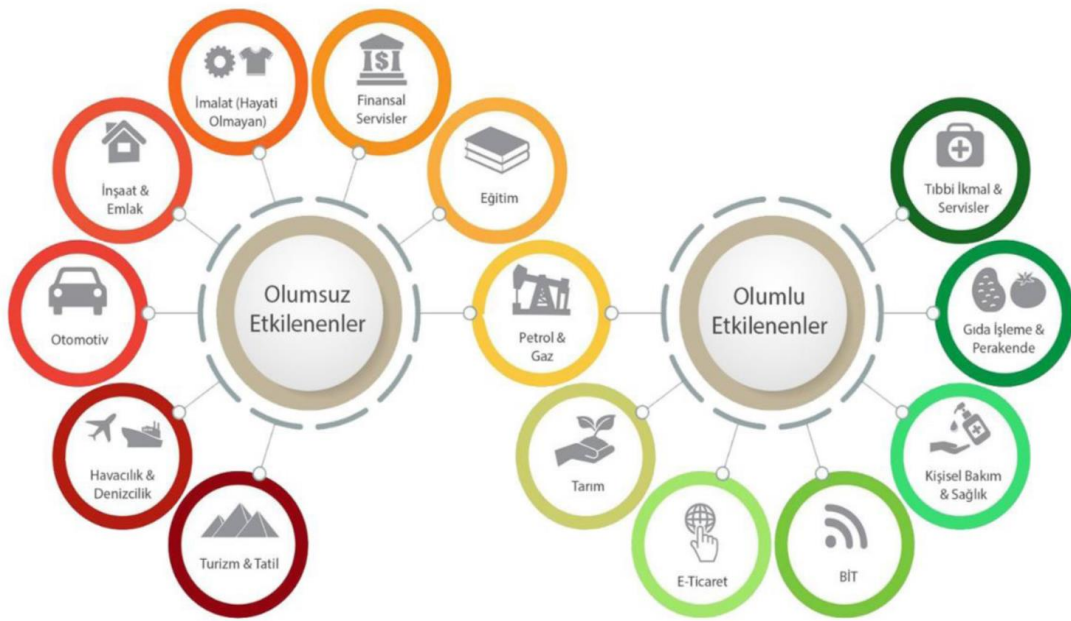 İmalat (Hayati
Olmayan)
Finansal
Servisler
İnşaat &
Emlak
Eğitim
Otomotiv
Olumsuz
Etkilenenler
Petrol &
Gaz
Havacılık &
Denizcilik
Turizm & Tatil
Olumlu
Etkilenenler
Tıbbi İkmal &
Servisler
Gıda İşleme &
Perakende
Kişisel Bakım
& Sağlık
BİT
E-Ticaret
Tarım